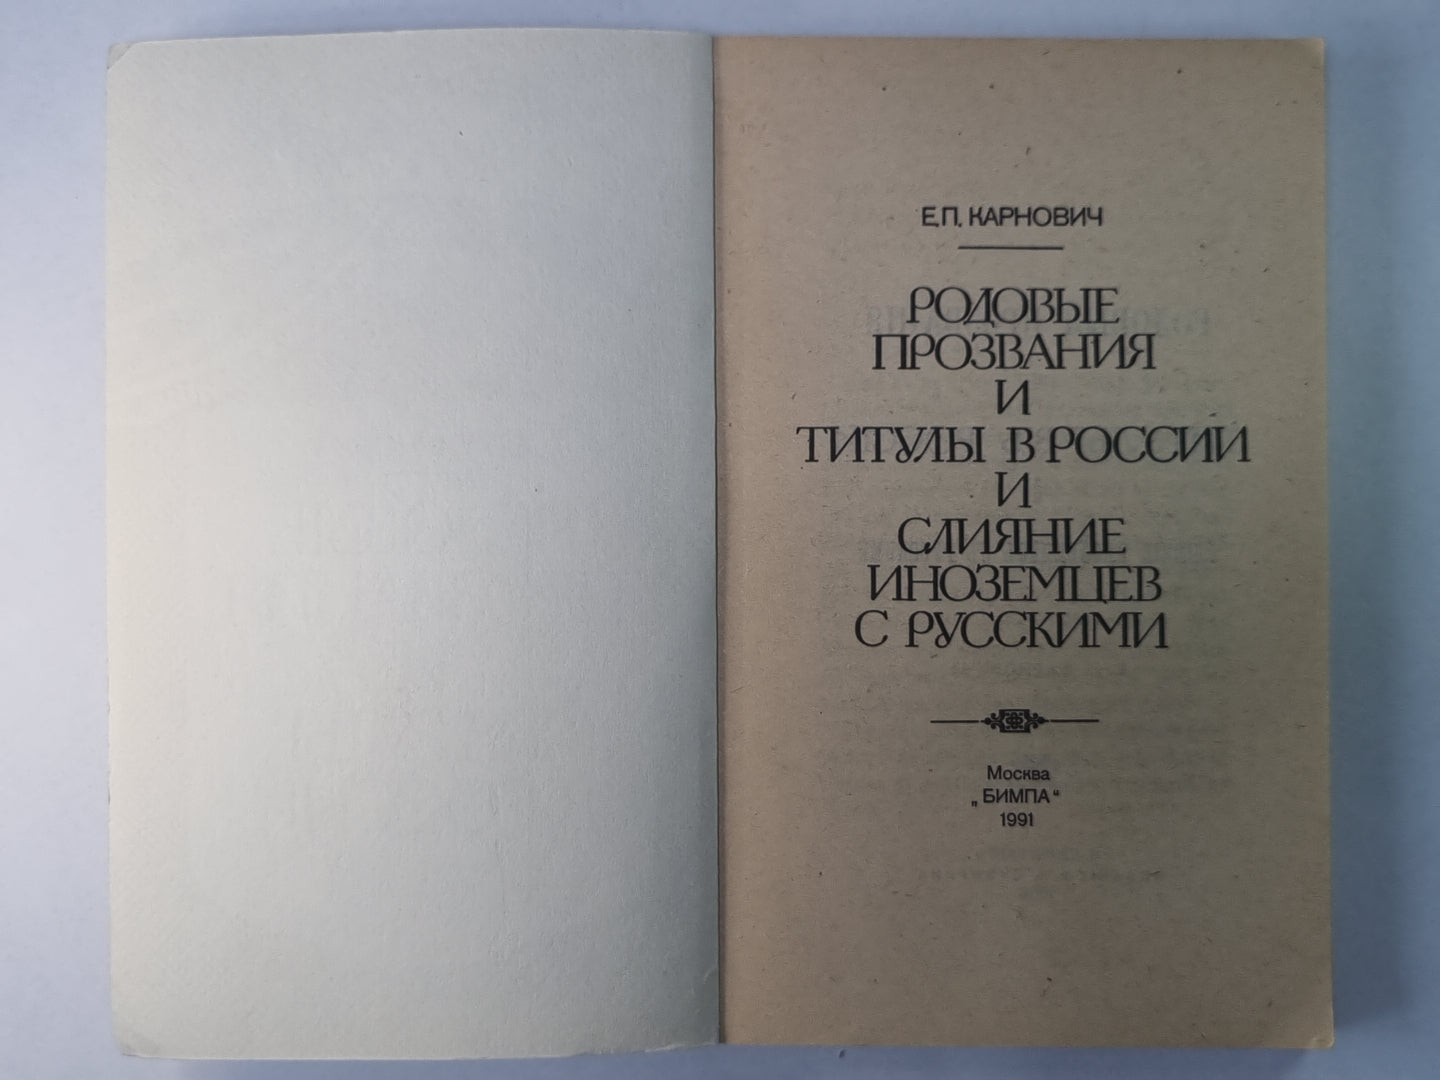 Е.П. КАРНОВИЧ
РОДОВЫЕ
ПРОЗВАНИЯ
И
ТИТУЛЫ В РОССИИ
И
СЛИЯНИЕ
ИНОЗЕМЦЕВ
С РУССКИМИ
Москва
„БИМПА“
1991